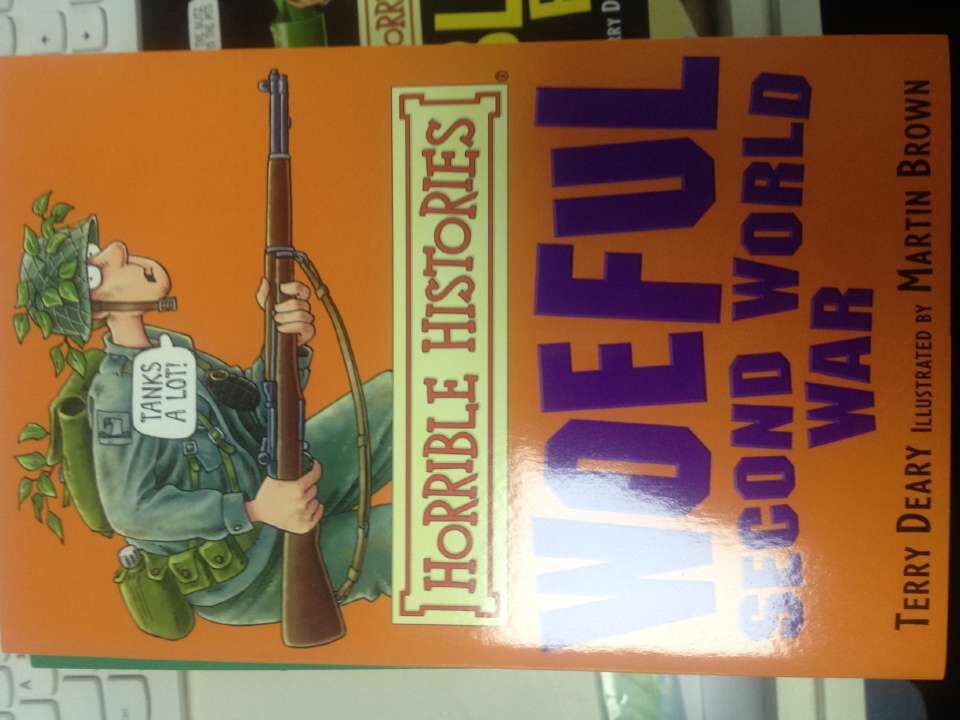 TANKS
A LOT!
HORRIBLE HISTORIES®
WOEFUL
SECOND WORLD
WAR
TERRY DEARY ILLUSTRATED BY MARTIN BROWN